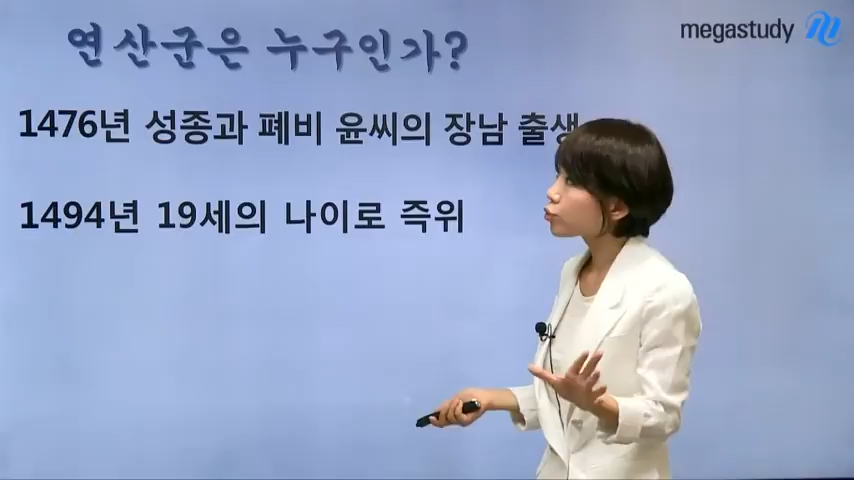 연산군은 누구인가?
megastudy
1476년 성종과 폐비 윤씨의 장남 출생
1494년 19세의 나이로 즉위